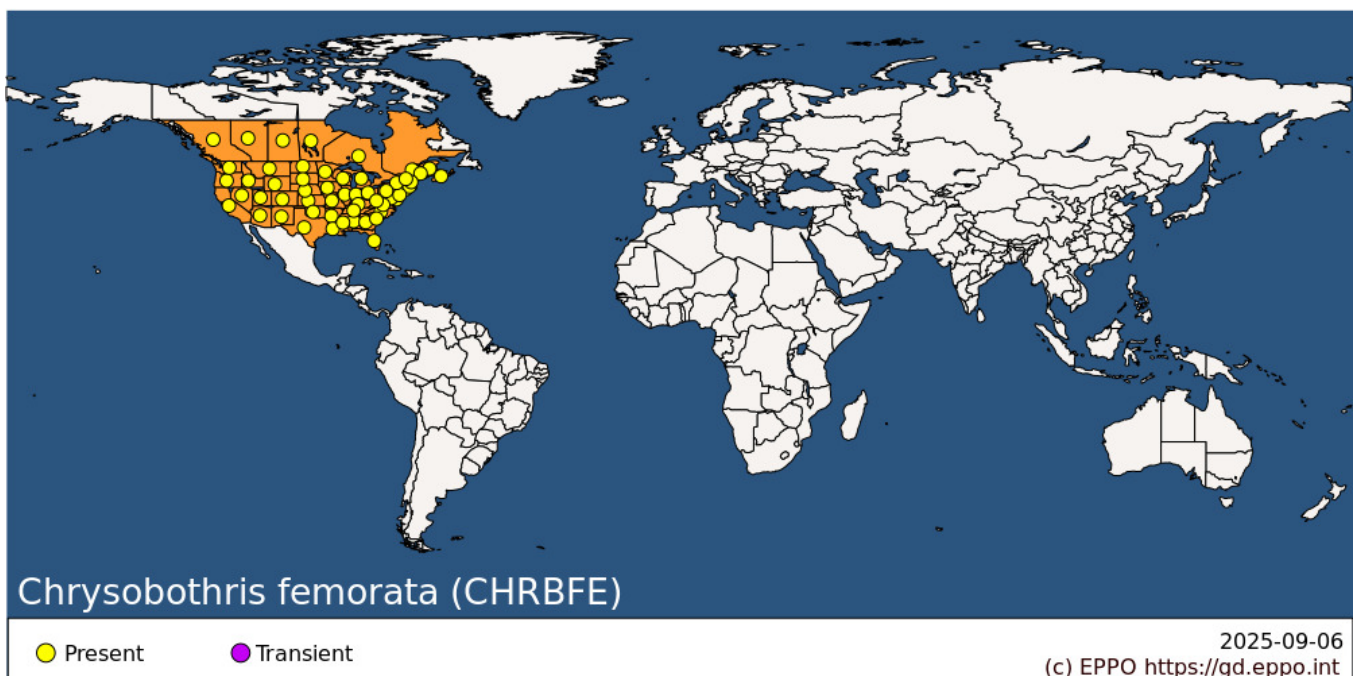 Chrysobothris femorata (CHRBFE)
Present
Transient
2025-09-06
(c) EPPO https://gd.eppo.int